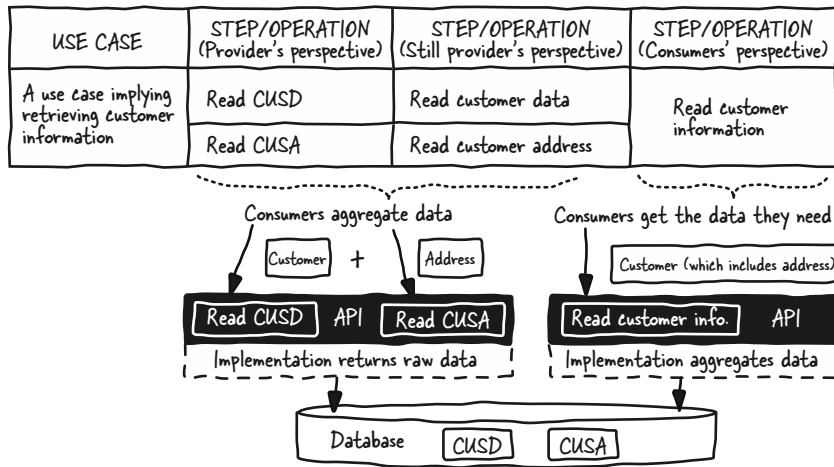 USE CASE
STEP/OPERATION
(Provider's perspective)
STEP/OPERATION
(Still provider's perspective)
STEP/OPERATION
(Consumers' perspective)
A use case implying
retrieving customer
information
Read CUSD
Read customer data
Read customer
information
Read CUSA
Read customer address
Consumers aggregate data
Consumers get the data they need
Customer + Address
Customer (which includes address)
Read CUSD API Read CUSA
Read customer info. API
Implementation returns raw data
Implementation aggregates data
Database CUSD CUSA